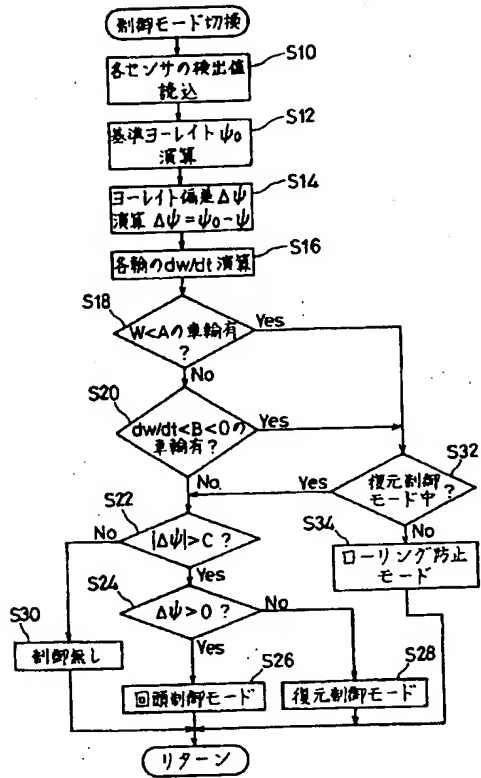 制御モード切換
S10
各センサの検出値
読込
S12
基準ヨーレイトψ0
演算
S14
ヨーレイト偏差Δψ
演算 Δψ=ψ0-ψ
S16
各輪のdw/dt演算
S18
W<Aの車輪有
?
Yes
No
S20
dw/dt<B<0の
車輪有?
Yes
No
S32
復元制御
モード中?
Yes
No
S22
|Δψ|>C?
No
Yes
S34
ローリング防止
モード
S24
Δψ>0?
No
Yes
S30
制御無し
S26
回頭制御モード
S28
復元制御モード
リターン